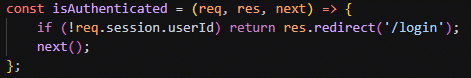 const isAuthenticated = (req, res, next) => {
    if (!req.session.userId) return res.redirect('/login');
    next();
};